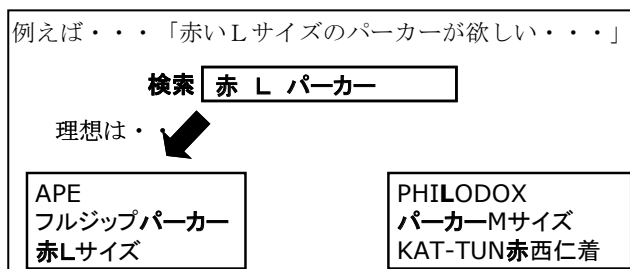 例えば・・・「赤いLサイズのパーカーが欲しい・・・」
検索 赤 L パーカー
理想は・・
APE
フルジップパーカー
赤Lサイズ
PHILODOX
パーカーMサイズ
KAT-TUN赤西仁着